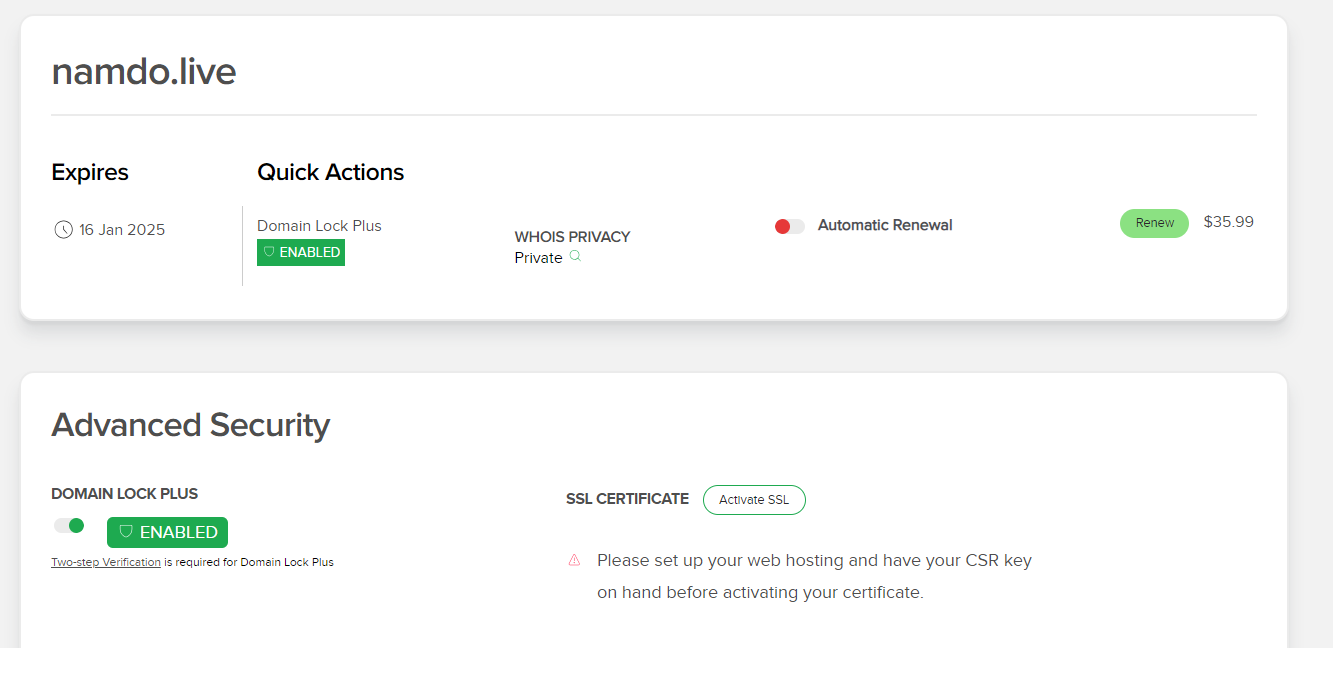 namdo.live
Expires
Quick Actions
16 Jan 2025
Domain Lock Plus
ENABLED
WHOIS PRIVACY
Private
Automatic Renewal
Renew
$35.99
Advanced Security
DOMAIN LOCK PLUS
ENABLED
Two-step Verification is required for Domain Lock Plus
SSL CERTIFICATE
Activate SSL
Please set up your web hosting and have your CSR key
on hand before activating your certificate.